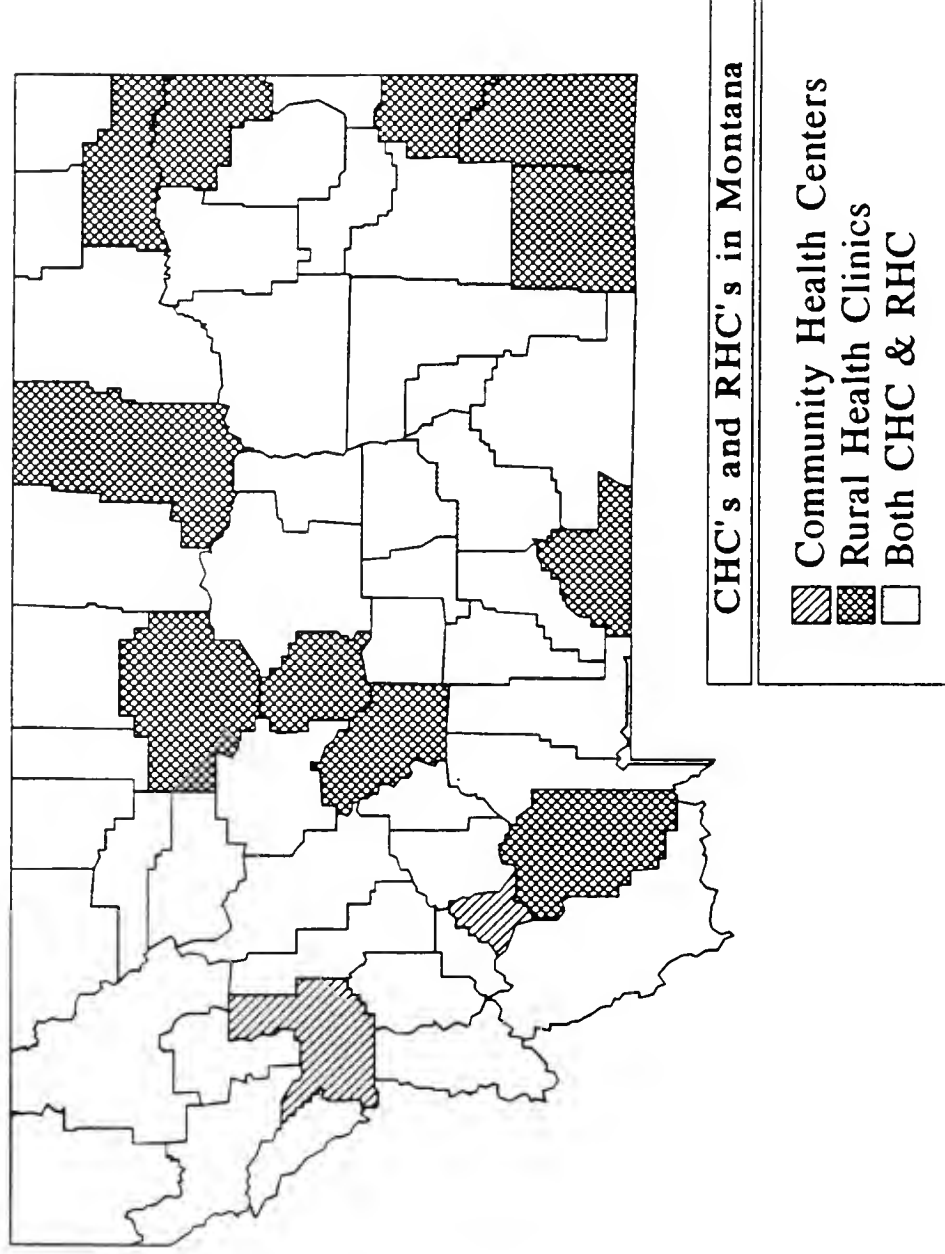 CHC's and RHC's in Montana
Community Health Centers
Rural Health Clinics
Both CHC & RHC